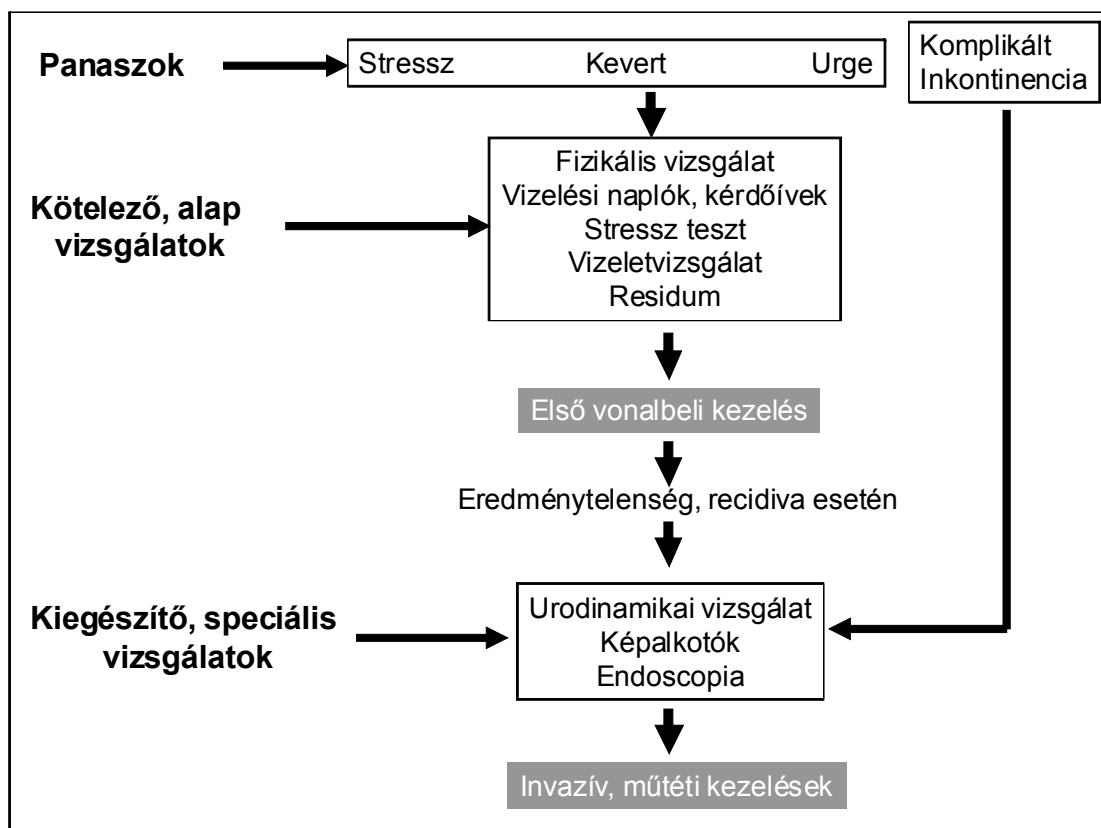 Panaszok
Stressz Kevert Urge
Komplikált
Inkontinencia
Kötelező, alap
vizsgálatok
Fizikális vizsgálat
Vizelési naplók, kérdőívek
Stressz teszt
Vizeletvizsgálat
Residum
Első vonalbeli kezelés
Eredménytelenség, recidiva esetén
Kiegészítő, speciális
vizsgálatok
Urodinamikai vizsgálat
Képalkotók
Endoscopia
Invazív, műtéti kezelések